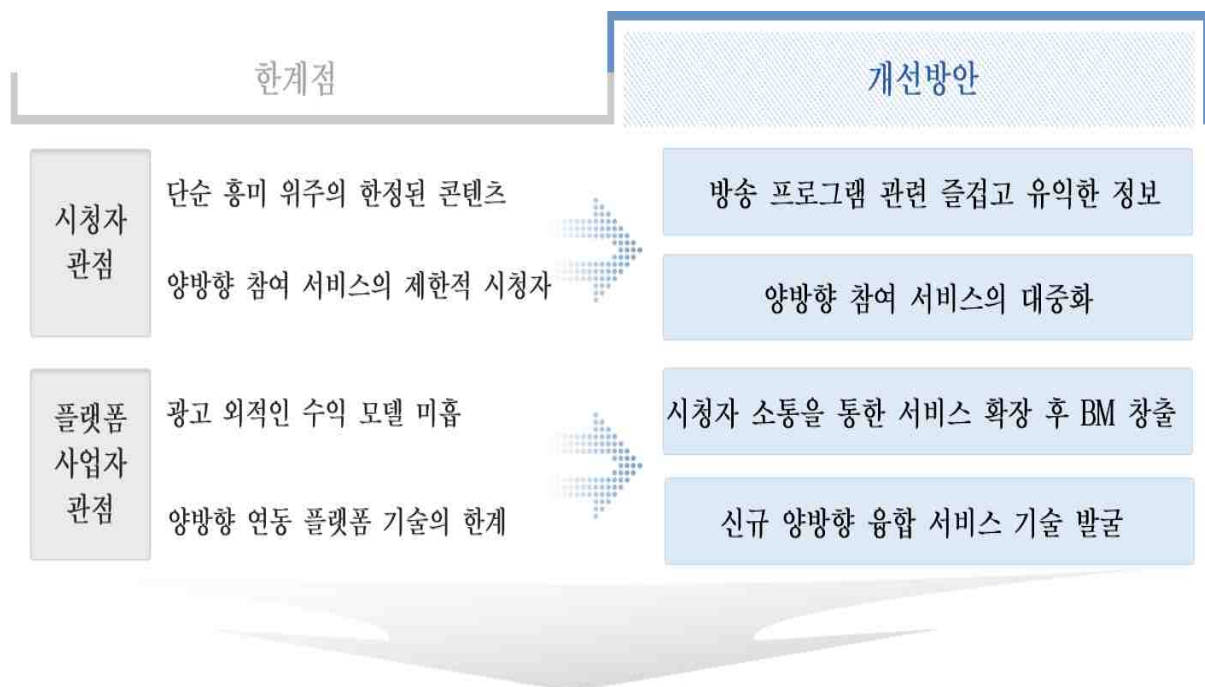 한계점
개선방안
시청자
관점
단순 흥미 위주의 한정된 콘텐츠
방송 프로그램 관련 즐겁고 유익한 정보
양방향 참여 서비스의 제한적 시청자
양방향 참여 서비스의 대중화
플랫폼
사업자
관점
광고 외적인 수익 모델 미흡
시청자 소통을 통한 서비스 확장 후 BM 창출
양방향 연동 플랫폼 기술의 한계
신규 양방향 융합 서비스 기술 발굴